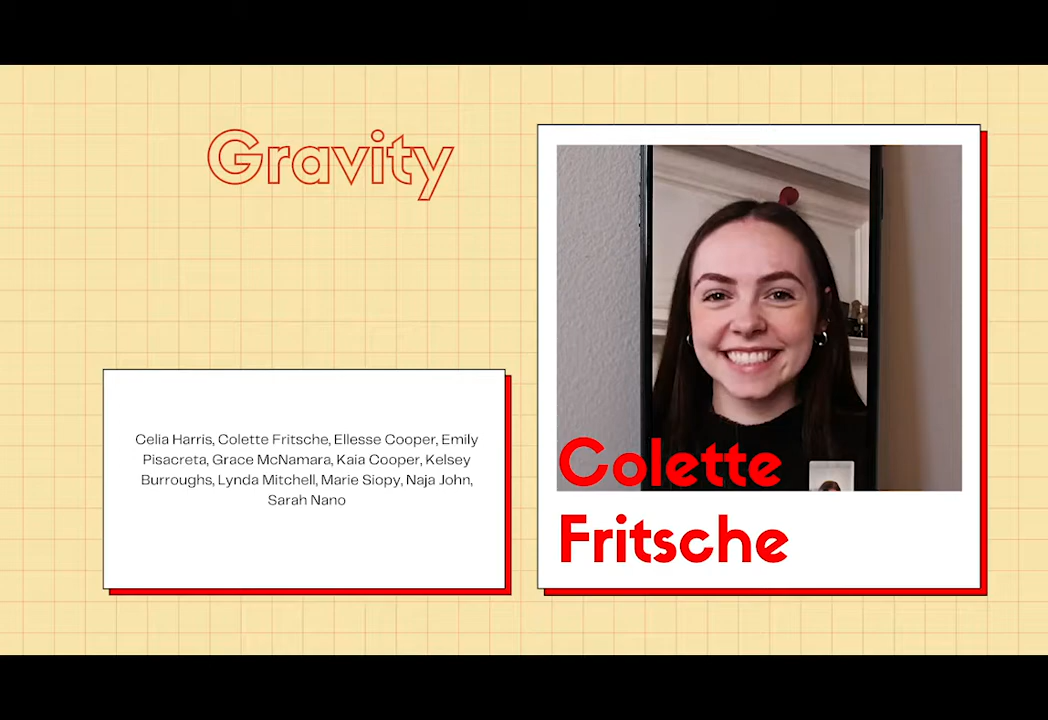 Gravity
Celia Harris, Colette Fritsche, Ellesse Cooper, Emily
Pisacreta, Grace McNamara, Kaia Cooper, Kelsey
Burroughs, Lynda Mitchell, Marie Siopy, Naja John,
Sarah Nano
Colette
Fritsche